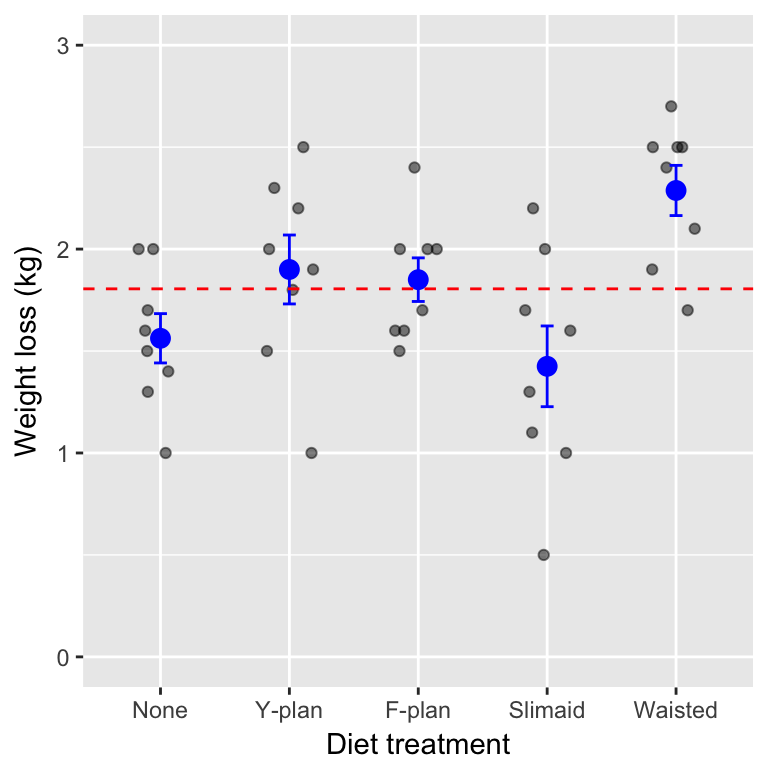 Weight loss (kg)
3
2
1
0
None Y-plan F-plan Slimaid Waisted
Diet treatment